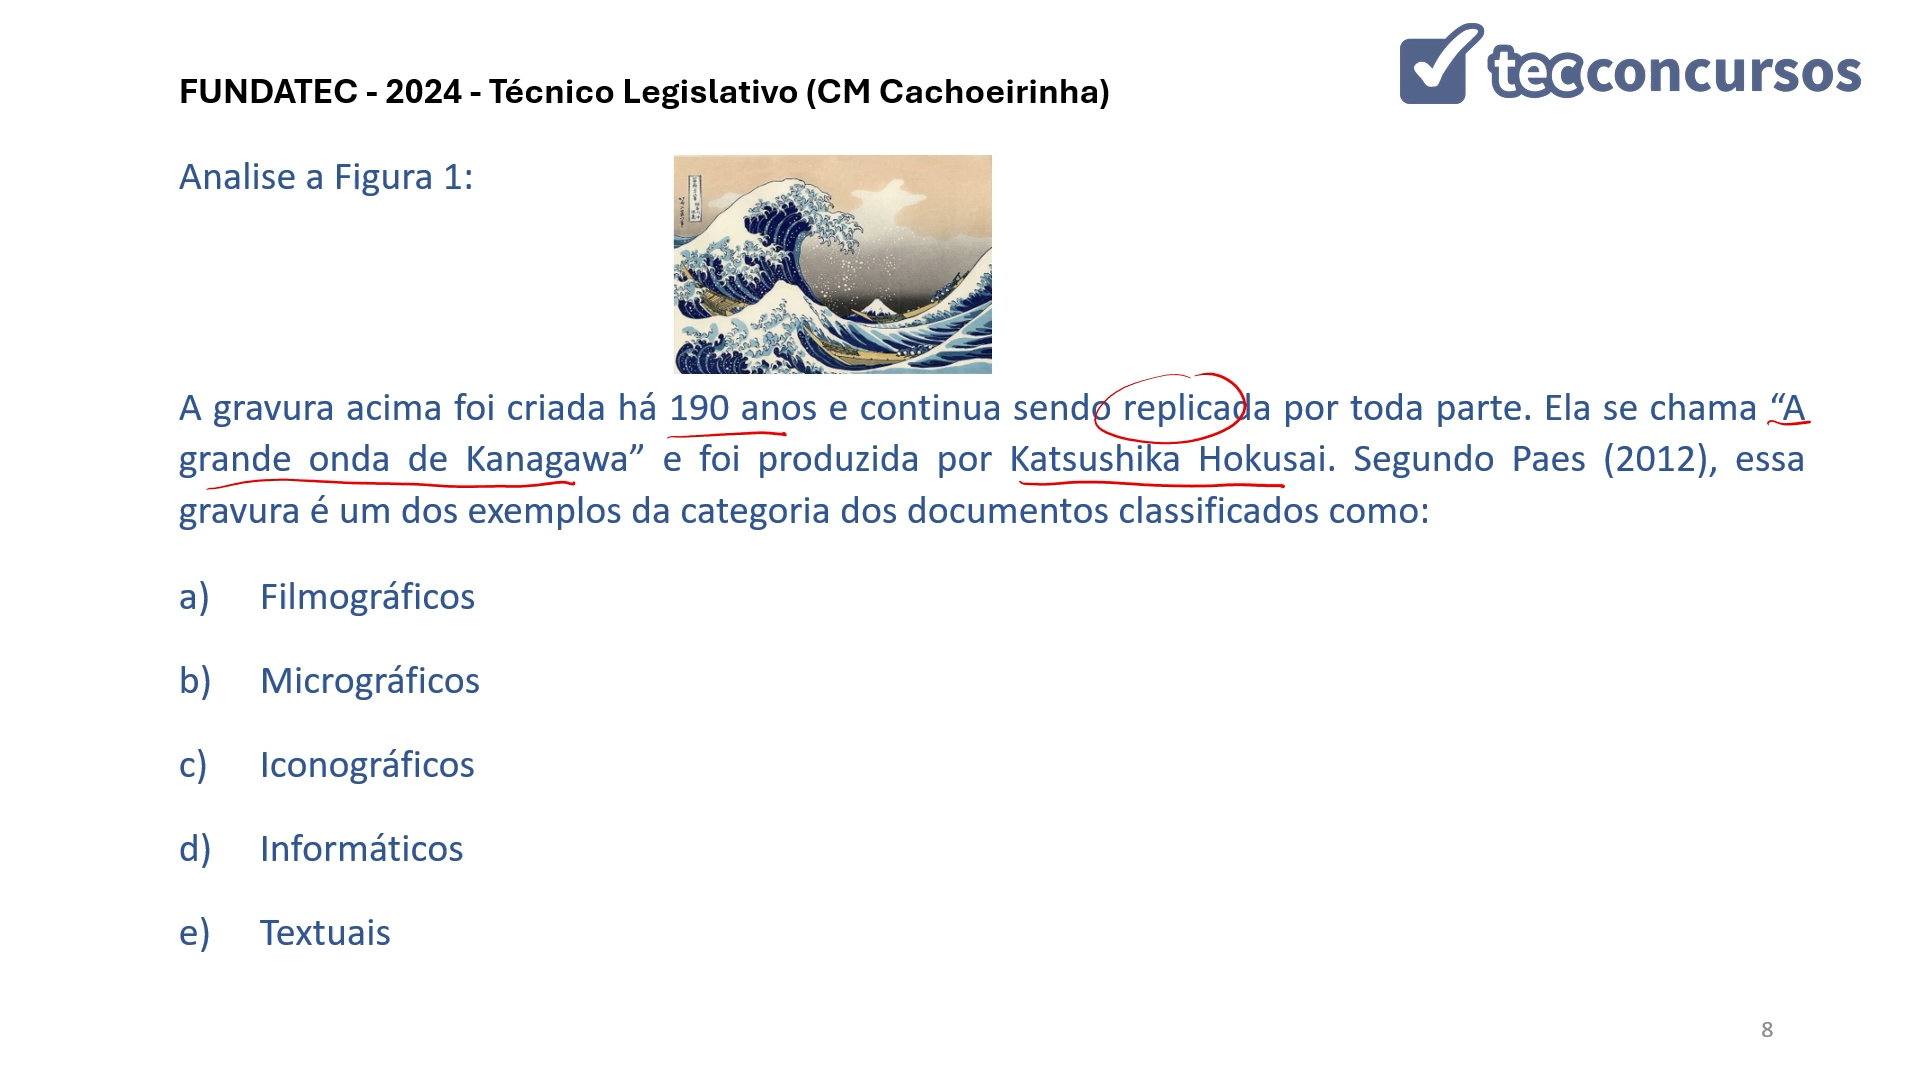 tecconcursos
FUNDATEC - 2024 - Técnico Legislativo (CM Cachoeirinha)
Analise a Figura 1:
A gravura acima foi criada há 190 anos e continua sendo replicada por toda parte. Ela se chama “A
grande onda de Kanagawa” e foi produzida por Katsushika Hokusai. Segundo Paes (2012), essa
gravura é um dos exemplos da categoria dos documentos classificados como:
a) Filmográficos
b) Micrográficos
c) Iconográficos
d) Informáticos
e) Textuais
8